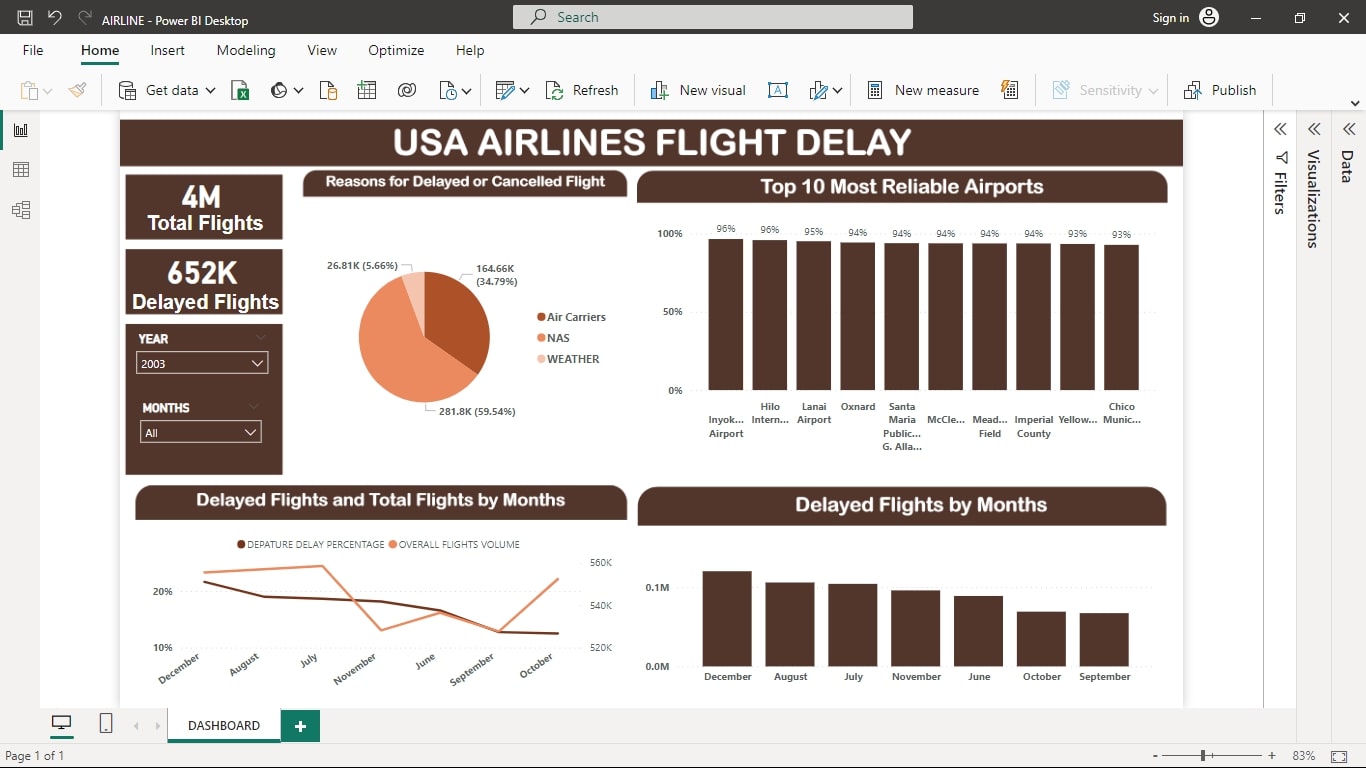 AIRLINE - Power BI Desktop
Search
Sign in
File
Home
Insert
Modeling
View
Optimize
Help
Get data
Refresh
New visual
New measure
Sensitivity
Publish
USA AIRLINES FLIGHT DELAY
4M
Total Flights
652K
Delayed Flights
YEAR
2003
MONTHS
All
Reasons for Delayed or Cancelled Flight
26.81K (5.66%)
164.66K
(34.79%)
281.8K (59.54%)
Air Carriers
NAS
WEATHER
Top 10 Most Reliable Airports
100%
50%
0%
96%
96%
95%
94%
94%
94%
94%
94%
93%
93%
Inyok...
Airport
Hilo
Intern...
Lanai
Airport
Oxnard
Santa
Maria
Public...
G. Alla...
McCle...
Mead...
Field
Imperial
County
Yellow...
Chico
Munic...
Delayed Flights and Total Flights by Months
DEPATURE DELAY PERCENTAGE
OVERALL FLIGHTS VOLUME
20%
10%
560K
540K
520K
December
August
July
November
June
September
October
Delayed Flights by Months
0.1M
0.0M
December
August
July
November
June
October
September
Filters
Visualizations
Data
DASHBOARD
+
Page 1 of 1
-
+
83%